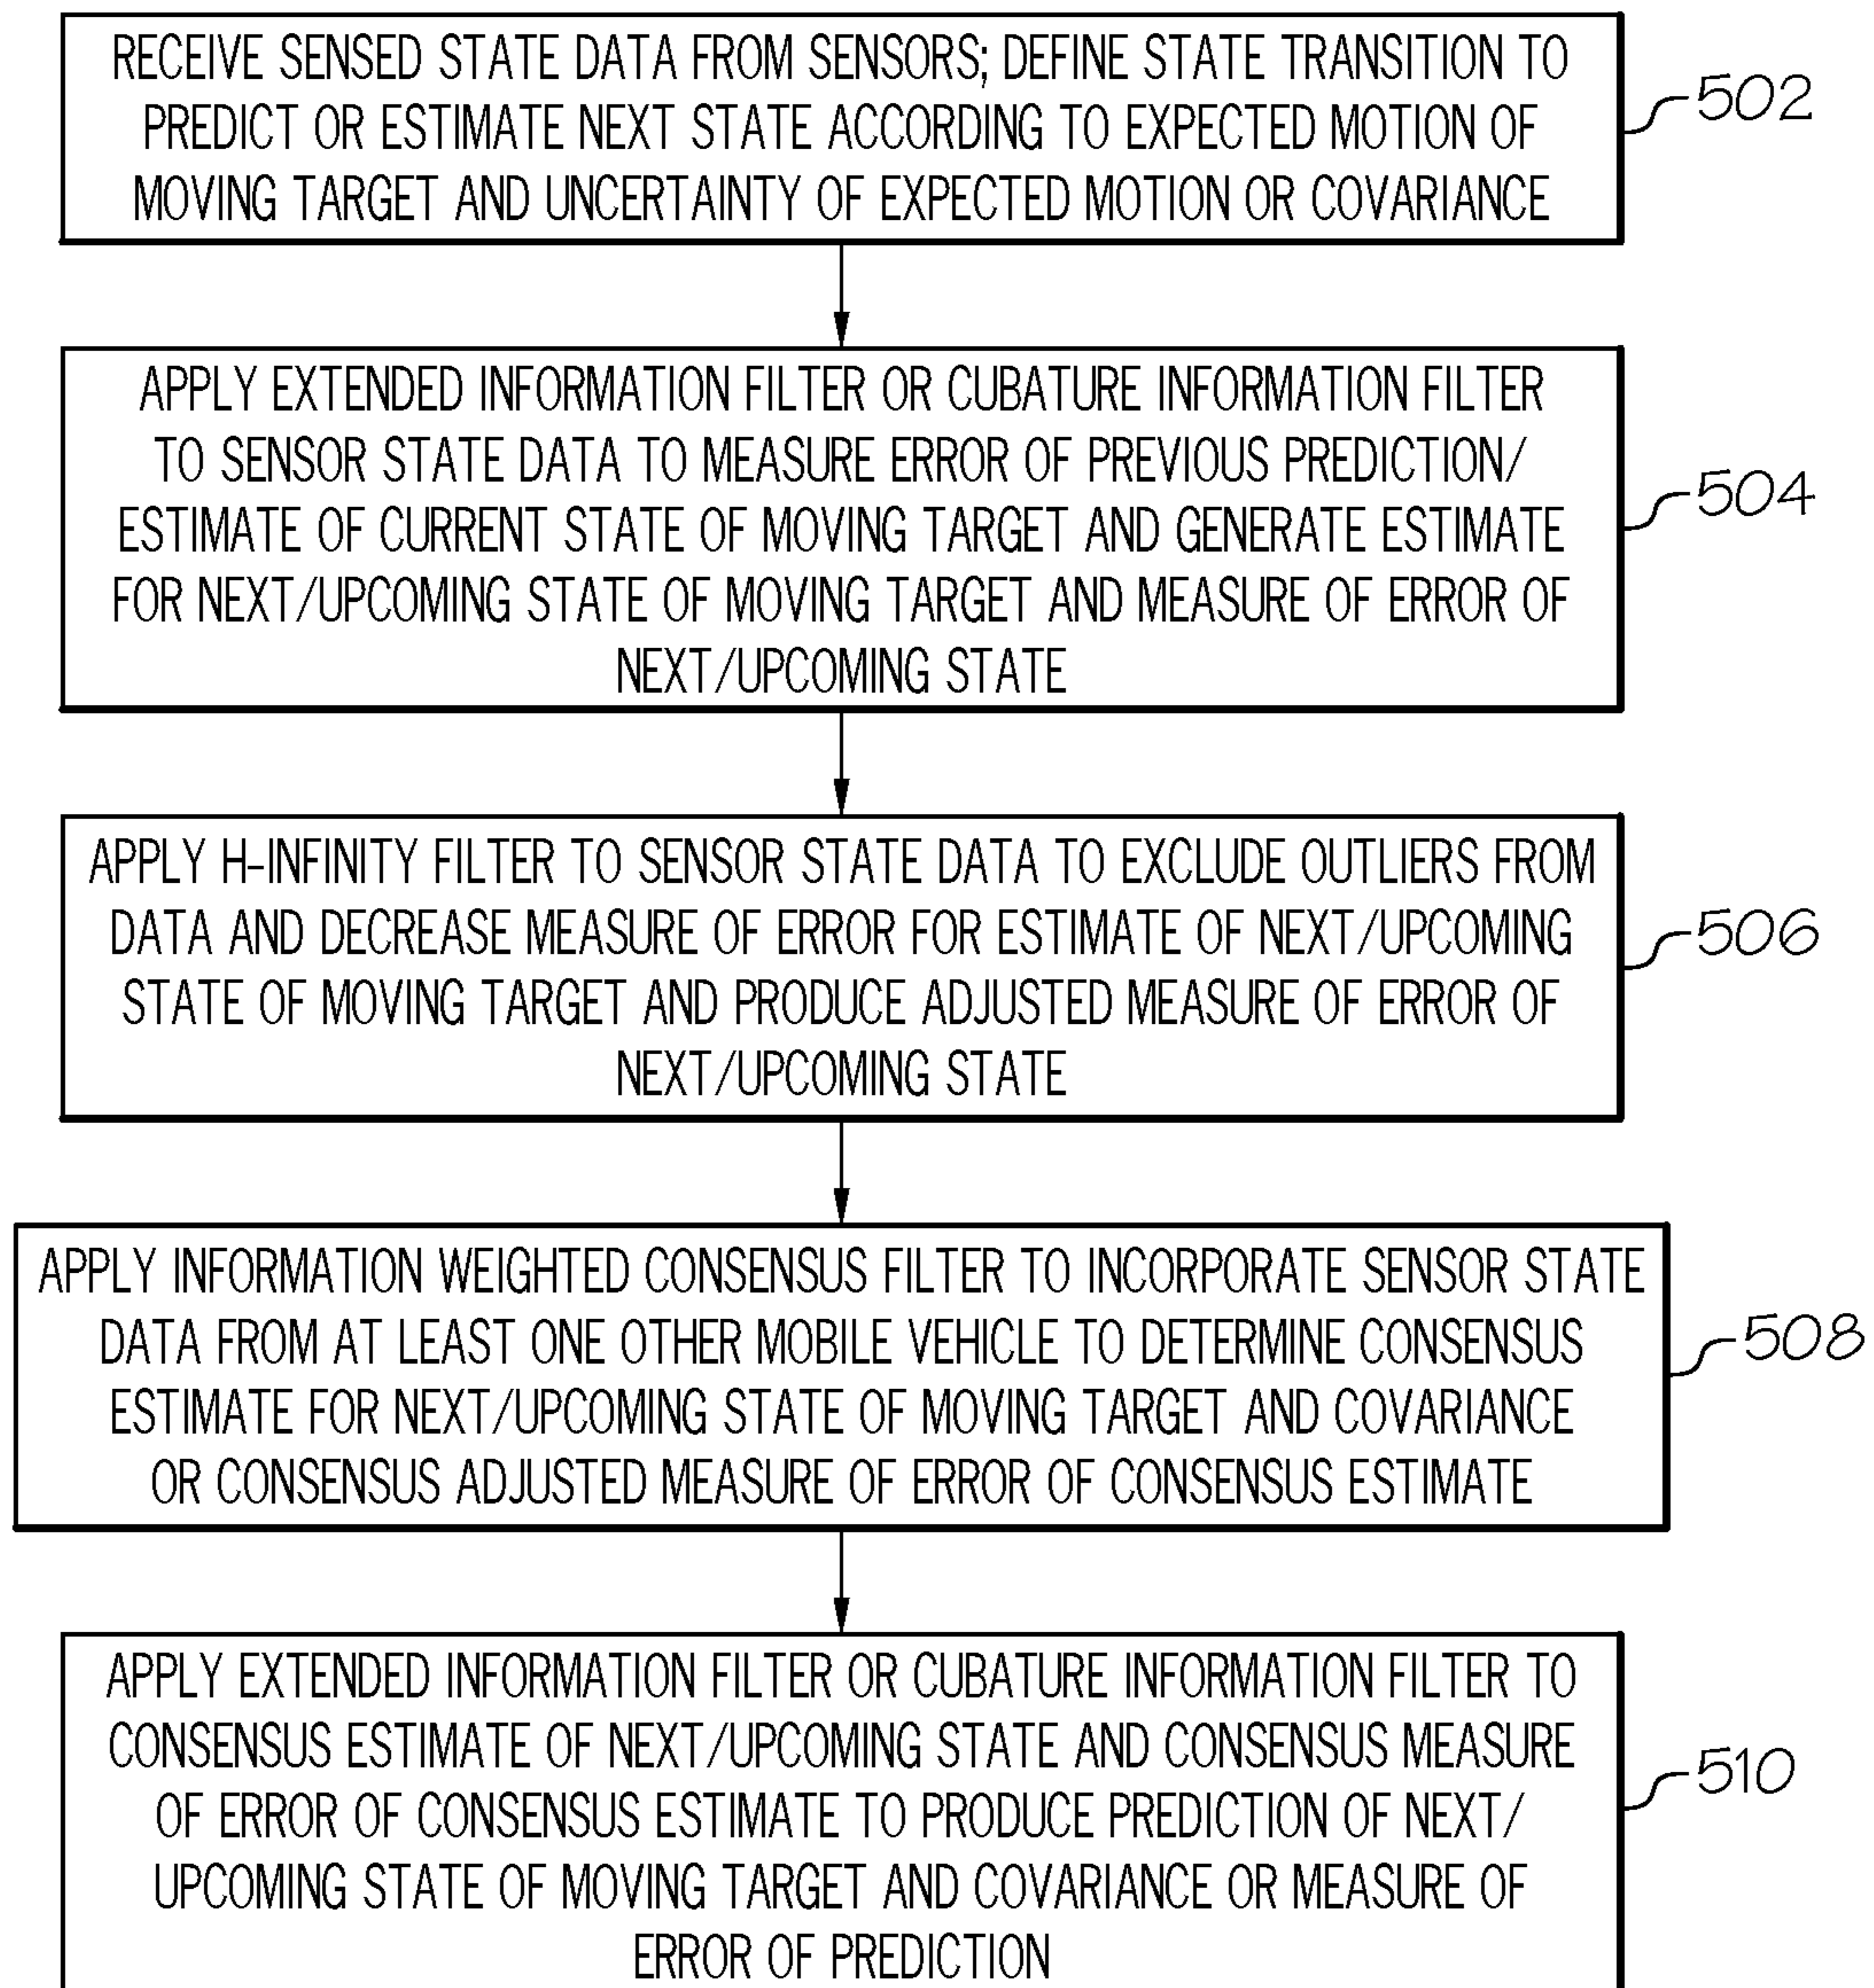 RECEIVE SENSED STATE DATA FROM SENSORS; DEFINE STATE TRANSITION TO
PREDICT OR ESTIMATE NEXT STATE ACCORDING TO EXPECTED MOTION OF
MOVING TARGET AND UNCERTAINTY OF EXPECTED MOTION OR COVARIANCE
502
APPLY EXTENDED INFORMATION FILTER OR CUBATURE INFORMATION FILTER
TO SENSOR STATE DATA TO MEASURE ERROR OF PREVIOUS PREDICTION/
ESTIMATE OF CURRENT STATE OF MOVING TARGET AND GENERATE ESTIMATE
FOR NEXT/UPCOMING STATE OF MOVING TARGET AND MEASURE OF ERROR OF
NEXT/UPCOMING STATE
504
APPLY H-INFINITY FILTER TO SENSOR STATE DATA TO EXCLUDE OUTLIERS FROM
DATA AND DECREASE MEASURE OF ERROR FOR ESTIMATE OF NEXT/UPCOMING
STATE OF MOVING TARGET AND PRODUCE ADJUSTED MEASURE OF ERROR OF
NEXT/UPCOMING STATE
506
APPLY INFORMATION WEIGHTED CONSENSUS FILTER TO INCORPORATE SENSOR STATE
DATA FROM AT LEAST ONE OTHER MOBILE VEHICLE TO DETERMINE CONSENSUS
ESTIMATE FOR NEXT/UPCOMING STATE OF MOVING TARGET AND COVARIANCE
OR CONSENSUS ADJUSTED MEASURE OF ERROR OF CONSENSUS ESTIMATE
508
APPLY EXTENDED INFORMATION FILTER OR CUBATURE INFORMATION FILTER TO
CONSENSUS ESTIMATE OF NEXT/UPCOMING STATE AND CONSENSUS MEASURE
OF ERROR OF CONSENSUS ESTIMATE TO PRODUCE PREDICTION OF NEXT/
UPCOMING STATE OF MOVING TARGET AND COVARIANCE OR MEASURE OF
ERROR OF PREDICTION
510